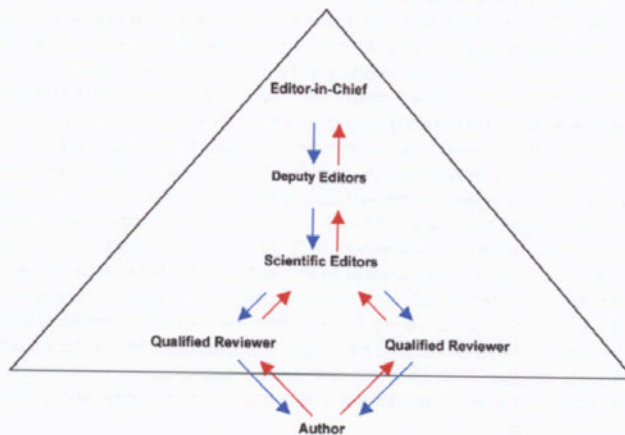 Editor-in-Chief
Deputy Editors
Scientific Editors
Qualified Reviewer
Qualified Reviewer
Author